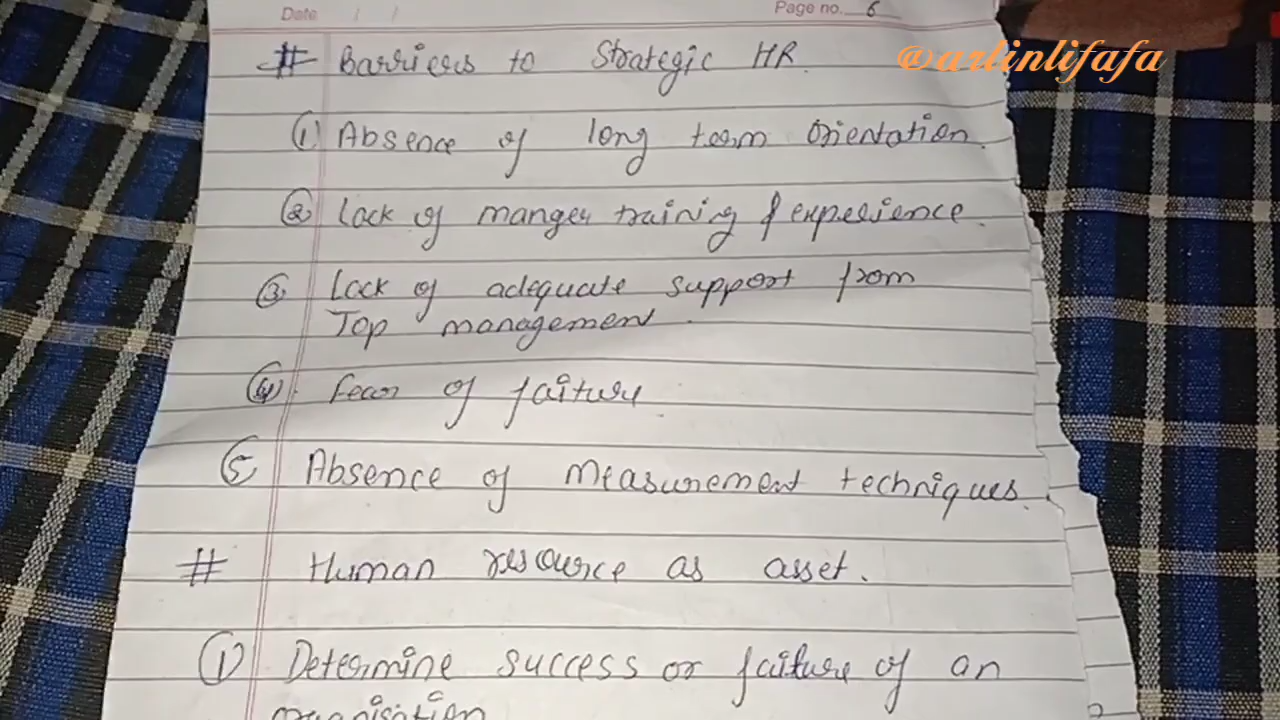 Date / /
Page no. 6
@arlinlifafa
# Barriers to Strategic HR
① Absence of long term orientation.
② Lack of manger training & experience.
③ Lack of adequate support from
Top management.
④ Fear of failure
⑤ Absence of measurement techniques.
# Human resource as asset.
① Determine success or failure of an
organisation